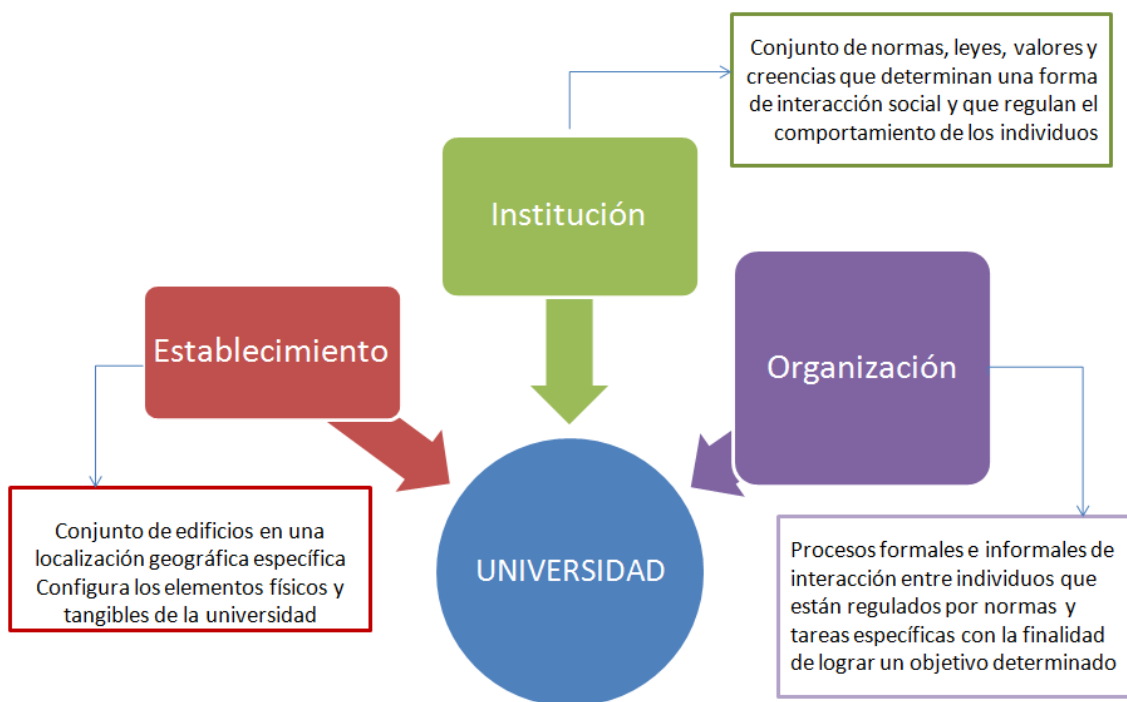 Conjunto de normas, leyes, valores y
creencias que determinan una forma
de interacción social y que regulan el
comportamiento de los individuos
Institución
Establecimiento
Organización
Conjunto de edificios en una
localización geográfica específica
Configura los elementos físicos y
tangibles de la universidad
UNIVERSIDAD
Procesos formales e informales de
interacción entre individuos que
están regulados por normas y
tareas específicas con la finalidad
de lograr un objetivo determinado